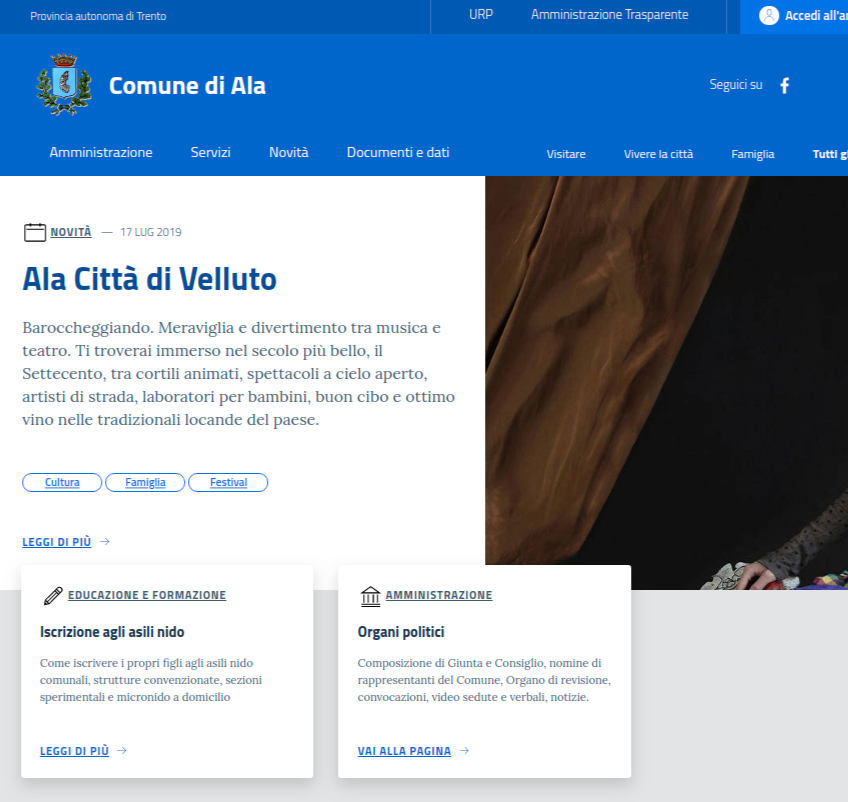 Provincia autonoma di Trento
URP
Amministrazione Trasparente
Accedi all'ar
Comune di Ala
Seguici su
Amministrazione
Servizi
Novità
Documenti e dati
Visitare
Vivere la città
Famiglia
Tutti gl
NOVITÀ — 17 LUG 2019
Ala Città di Velluto
Baroccheggiando. Meraviglia e divertimento tra musica e
teatro. Ti troverai immerso nel secolo più bello, il
Settecento, tra cortili animati, spettacoli a cielo aperto,
artisti di strada, laboratori per bambini, buon cibo e ottimo
vino nelle tradizionali locande del paese.
Cultura
Famiglia
Festival
LEGGI DI PIÙ
EDUCAZIONE E FORMAZIONE
Iscrizione agli asili nido
Come iscrivere i propri figli agli asili nido
comunali, strutture convenzionate, sezioni
sperimentali e micronido a domicilio
LEGGI DI PIÙ
AMMINISTRAZIONE
Organi politici
Composizione di Giunta e Consiglio, nomine di
rappresentanti del Comune, Organo di revisione,
convocazioni, video sedute e verbali, notizie.
VAI ALLA PAGINA